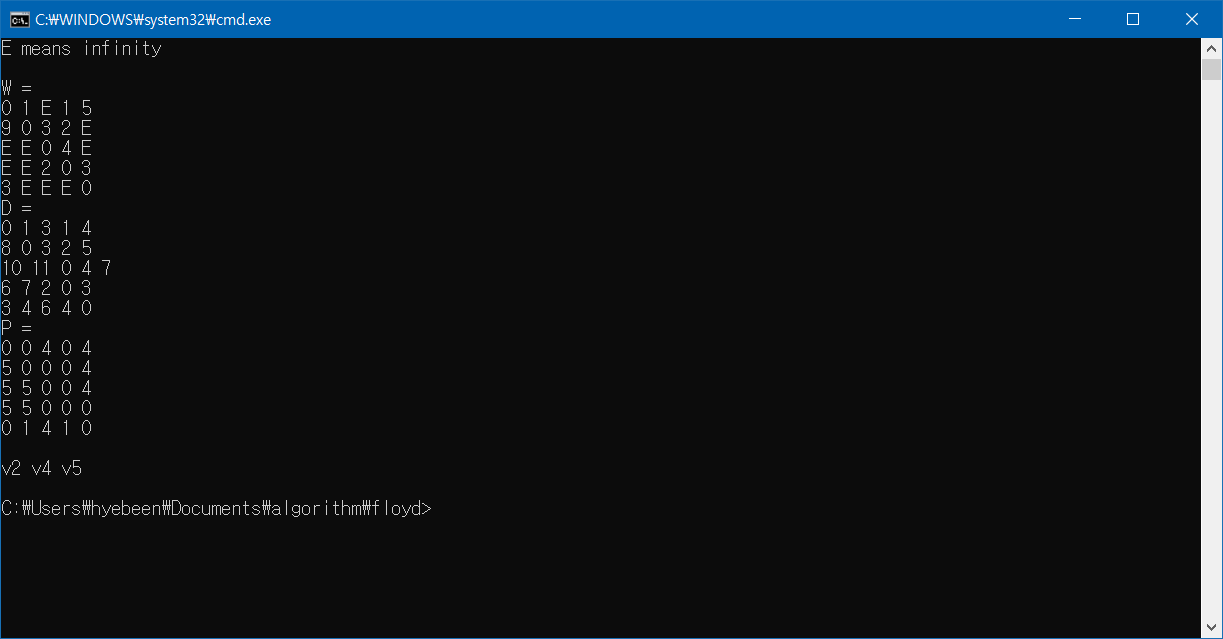 C:₩WINDOWS₩system32₩cmd.exe
E means infinity
W =
0 1 E 1 5
9 0 3 2 E
E E 0 4 E
E E 2 0 3
3 E E E 0
D =
0 1 3 1 4
8 0 3 2 5
10 11 0 4 7
6 7 2 0 3
3 4 6 4 0
P =
0 0 4 0 4
5 0 0 0 4
5 5 0 0 4
5 5 0 0 0
0 1 4 1 0
v2 v4 v5
C:₩Users₩hyebeen₩Documents₩algorithm₩floyd>